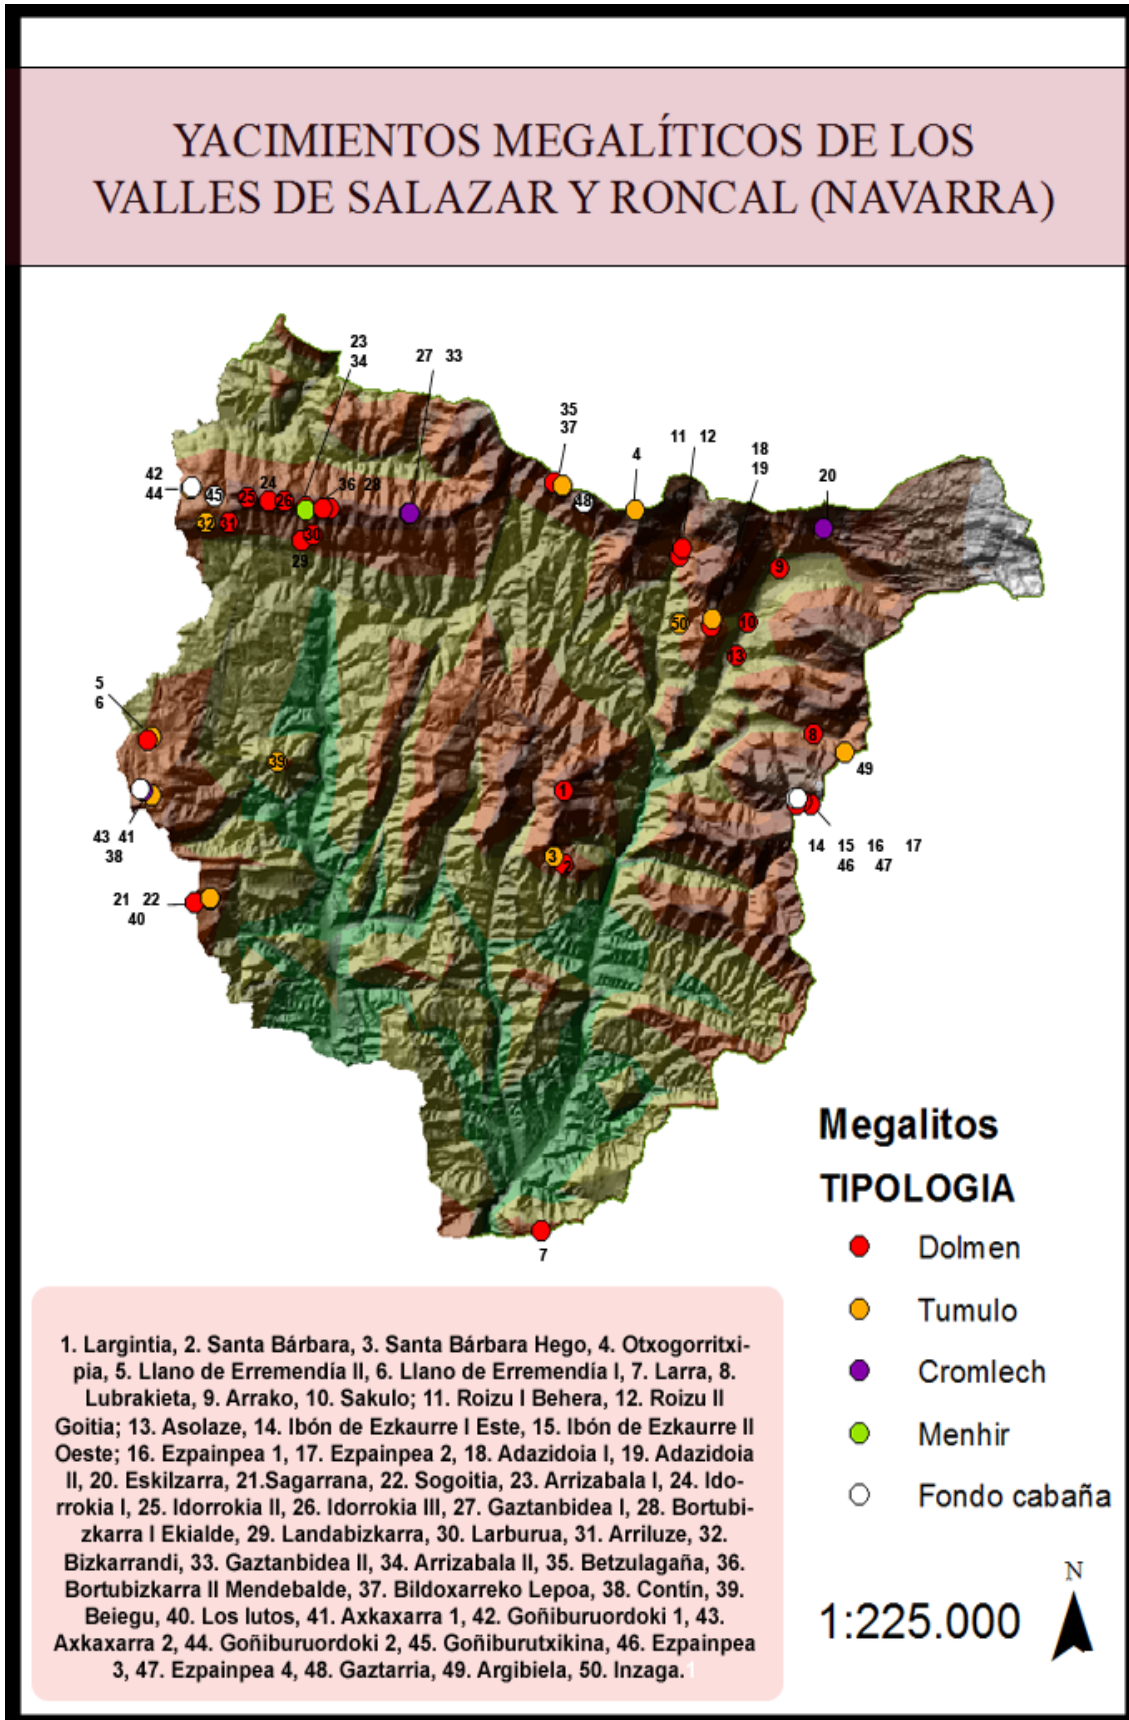 YACIMIENTOS MEGALÍTICOS DE LOS
VALLES DE SALAZAR Y RONCAL (NAVARRA)
23
34
27 33
35
37
42
44
45
25
24
26
36 28
48
4
11 12
18
19
20
32
31
30
29
9
50
10
13
5
6
39
8
49
1
43 41
38
3
2
14 15 16 17
46 47
21 22
40
7
Megalitos
TIPOLOGIA
Dolmen
Tumulo
Cromlech
Menhir
Fondo cabaña
N
1:225.000
1. Largintia, 2. Santa Bárbara, 3. Santa Bárbara Hego, 4. Otxogorritxi-
pia, 5. Llano de Erremendía II, 6. Llano de Erremendía I, 7. Larra, 8.
Lubrakieta, 9. Arrako, 10. Sakulo; 11. Roizu I Behera, 12. Roizu II
Goitia; 13. Asolaze, 14. Ibón de Ezkaurre I Este, 15. Ibón de Ezkaurre II
Oeste; 16. Ezpainpea 1, 17. Ezpainpea 2, 18. Adazidoia I, 19. Adazidoia
II, 20. Eskilzarra, 21.Sagarrana, 22. Sogoitia, 23. Arrizabala I, 24. Ido-
rrokia I, 25. Idorrokia II, 26. Idorrokia III, 27. Gaztanbidea I, 28. Bortubi-
zkarra I Ekialde, 29. Landabizkarra, 30. Larburua, 31. Arriluze, 32.
Bizkarrandi, 33. Gaztanbidea II, 34. Arrizabala II, 35. Betzulagaña, 36.
Bortubizkarra II Mendebalde, 37. Bildoxarreko Lepoa, 38. Contín, 39.
Beiegu, 40. Los lutos, 41. Axkaxarra 1, 42. Goñiburuordoki 1, 43.
Axkaxarra 2, 44. Goñiburuordoki 2, 45. Goñiburutxikina, 46. Ezpainpea
3, 47. Ezpainpea 4, 48. Gaztarria, 49. Argibiela, 50. Inzaga.1